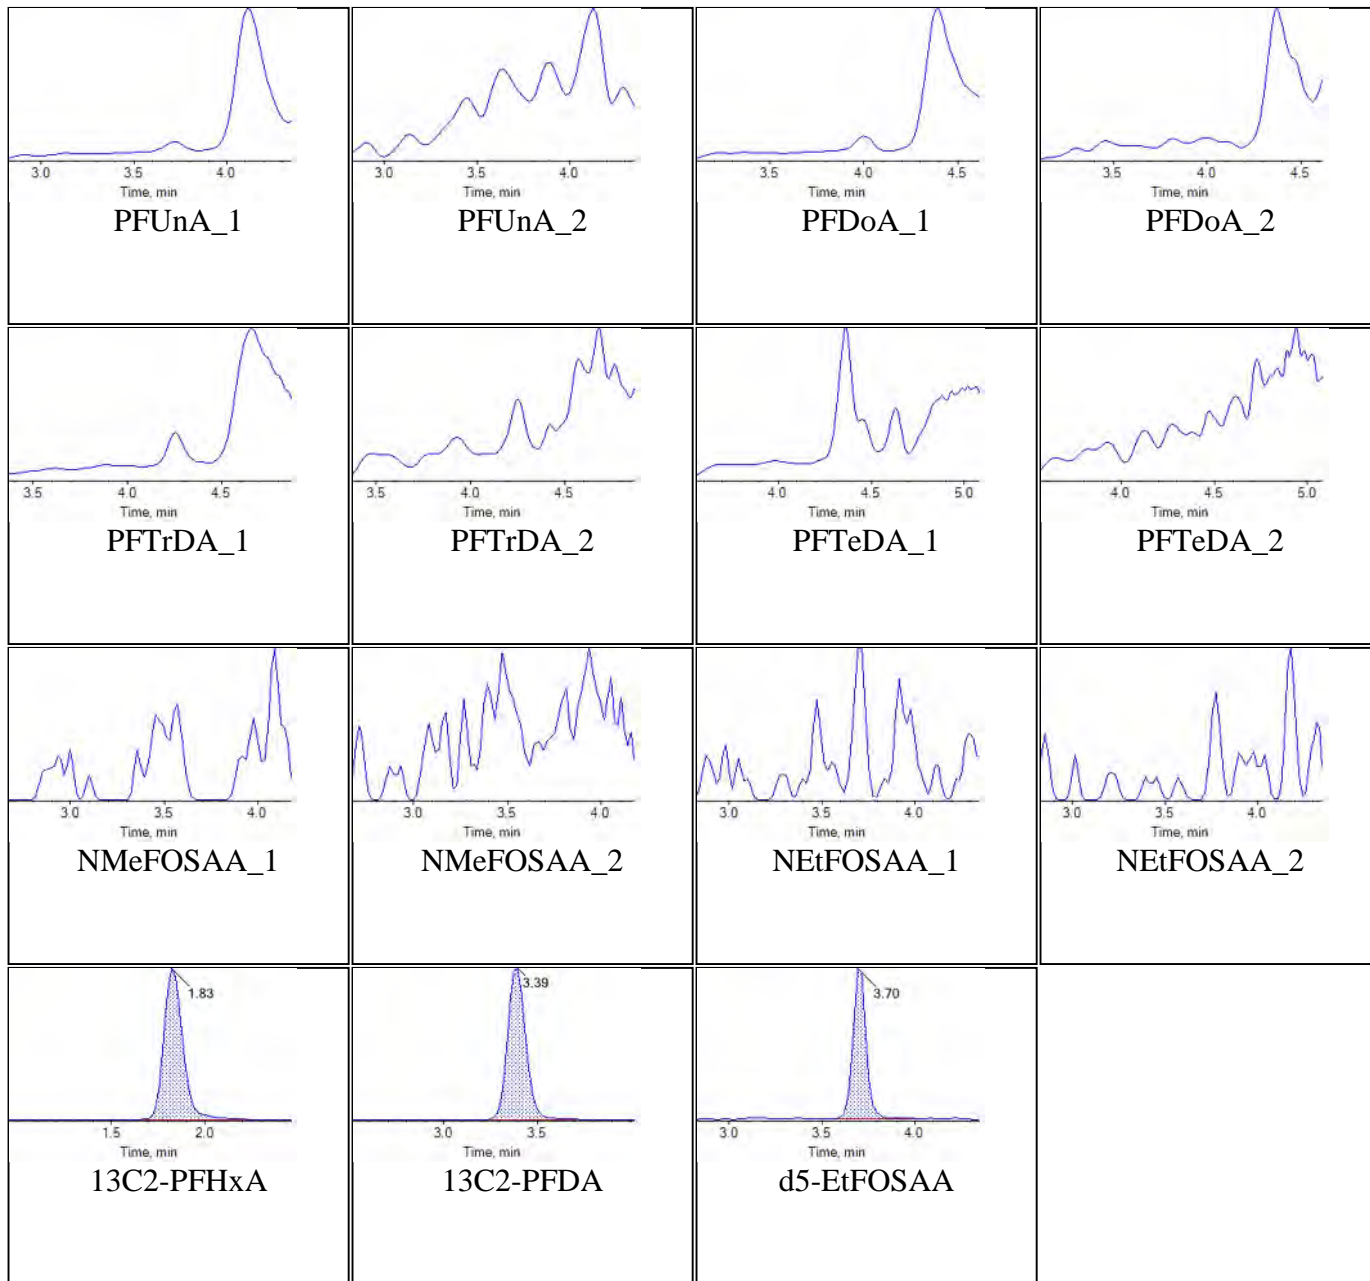 3.0 4.0
Time, min
PFUnA_1
3.0 3.5 4.0
Time, min
PFUnA_2
3.5 4.0 4.5
Time, min
PFDoA_1
3.5 4.0 4.5
Time, min
PFDoA_2
3.5 4.0 4.5
Time, min
PFTrDA_1
3.5 4.0 4.5
Time, min
PFTrDA_2
4.0 4.5 5.0
Time, min
PFTeDA_1
4.0 4.5 5.0
Time, min
PFTeDA_2
3.0 3.5 4.0
Time, min
NMeFOSAA_1
3.0 3.5 4.0
Time, min
NMeFOSAA_2
3.0 3.5 4.0
Time, min
NEtFOSAA_1
3.0 3.5 4.0
Time, min
NEtFOSAA_2
1.83
1.5 2.0
Time, min
13C2-PFHxA
3.39
3.0 3.5
Time, min
13C2-PFDA
3.70
3.0 3.5 4.0
Time, min
d5-EtFOSAA